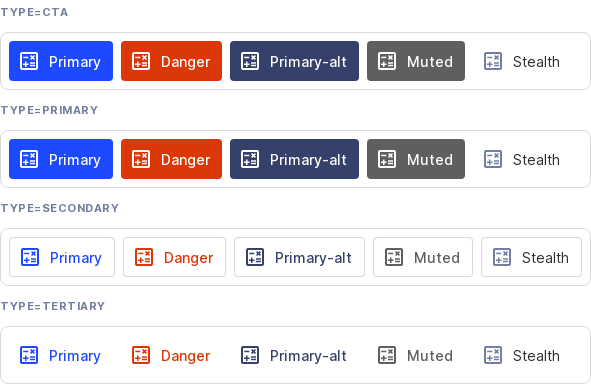 TYPE=CTA
Primary Danger Primary-alt Muted Stealth
TYPE=PRIMARY
Primary Danger Primary-alt Muted Stealth
TYPE=SECONDARY
Primary Danger Primary-alt Muted Stealth
TYPE=TERTIARY
Primary Danger Primary-alt Muted Stealth